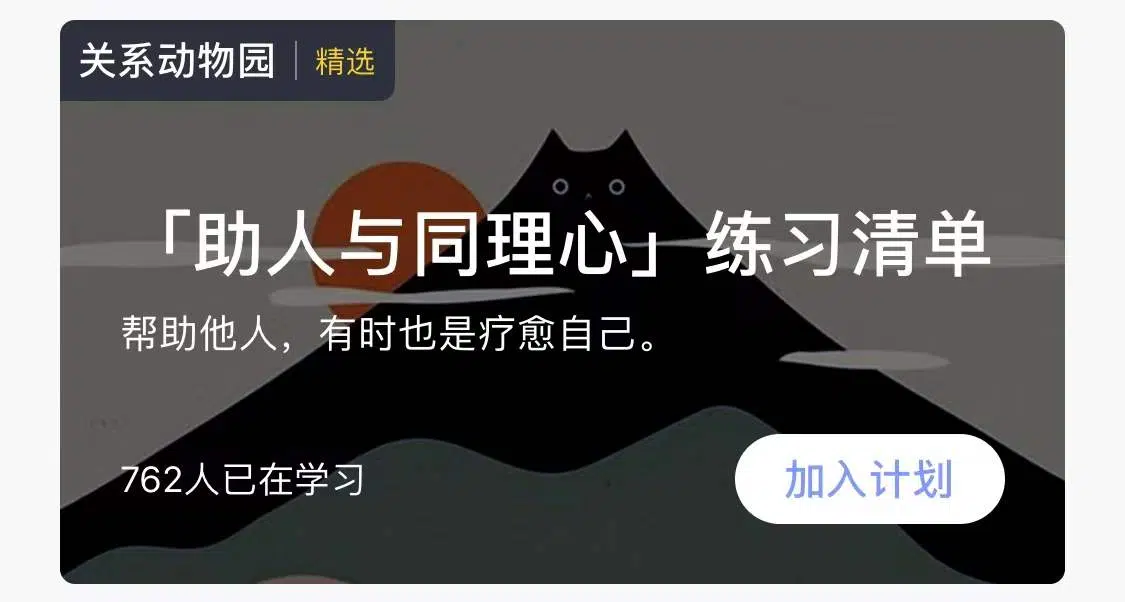 关系动物园 | 精选
「助人与同理心」练习清单
帮助他人，有时也是疗愈自己。
762人已在学习
加入计划